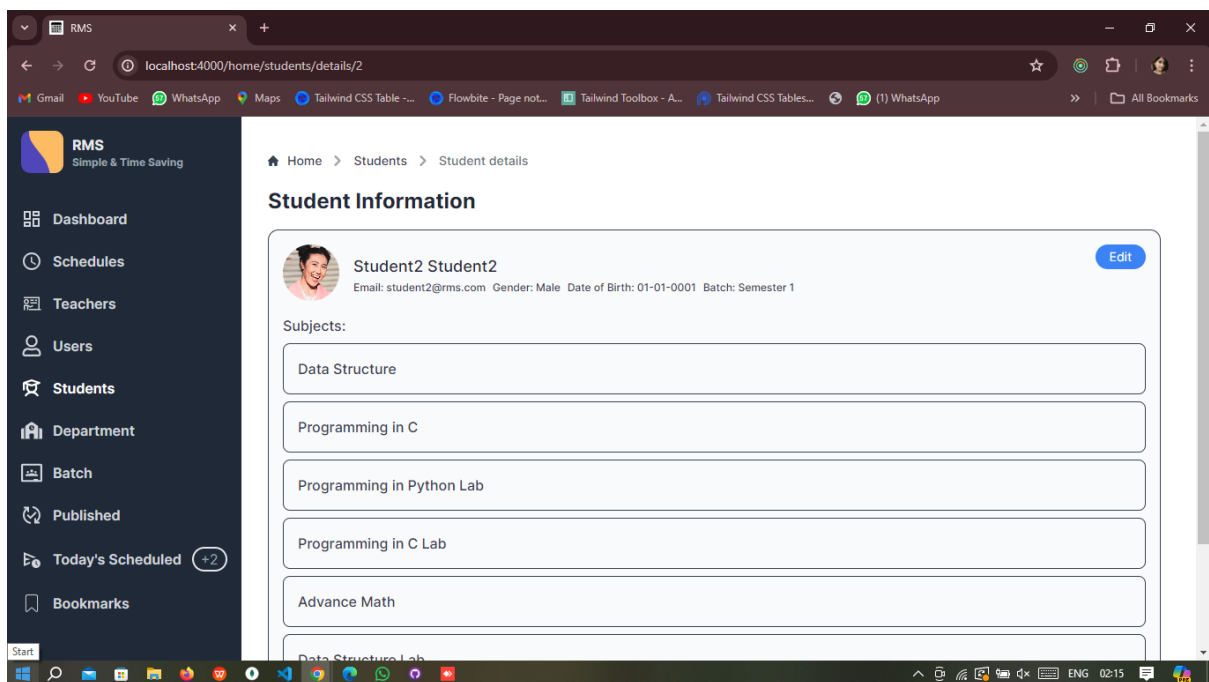 RMS
localhost:4000/home/students/details/2
Gmail YouTube WhatsApp Maps Tailwind CSS Table -... Flowbite - Page not... Tailwind Toolbox - A... Tailwind CSS Tables... (1) WhatsApp All Bookmarks
RMS
Simple & Time Saving
Dashboard
Schedules
Teachers
Users
Students
Department
Batch
Published
Today's Scheduled +2
Bookmarks
Start
Home > Students > Student details
Student Information
Student2 Student2
Edit
Email: student2@rms.com Gender: Male Date of Birth: 01-01-0001 Batch: Semester 1
Subjects:
Data Structure
Programming in C
Programming in Python Lab
Programming in C Lab
Advance Math
Data Structure Lab
ENG 02:15